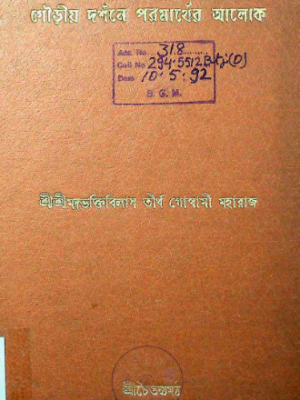 গৌড়ীয় দর্শনে পরমার্থের আলোক
Acc. No. 318
Call No 294.5512
Date 10.5.92
B. G. M.
শ্রীশ্রীমদ্ভক্তিবিলাস তীর্থ গোস্বামী মহারাজ
শ্রীচৈতন্যমঠ